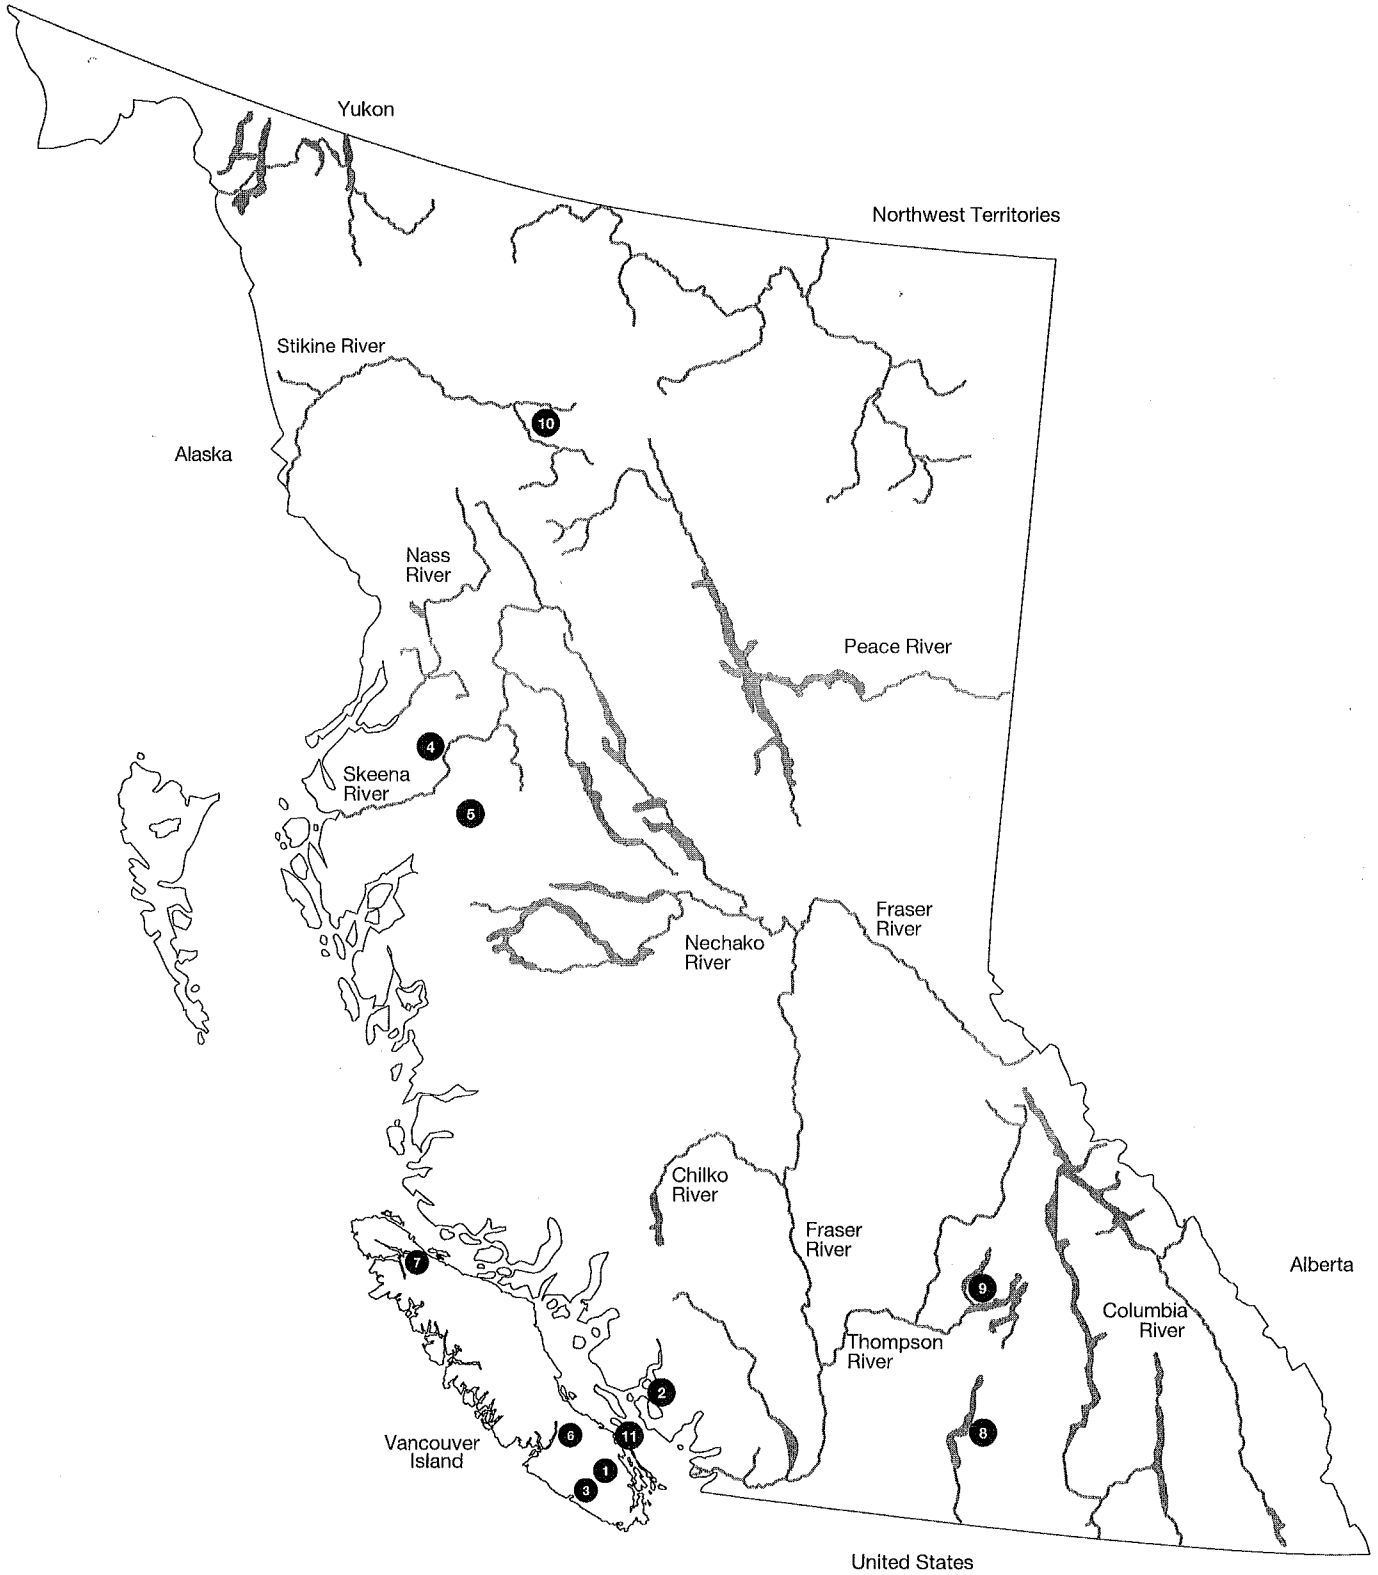 Yukon
Northwest Territories
Stikine River
10
Alaska
Nass
River
Peace River
4
Skeena
River
5
Fraser
River
Nechako
River
Chilko
River
Fraser
River
7
Alberta
9
Columbia
River
Thompson
River
2
6
11
8
Vancouver
Island
1
3
United States